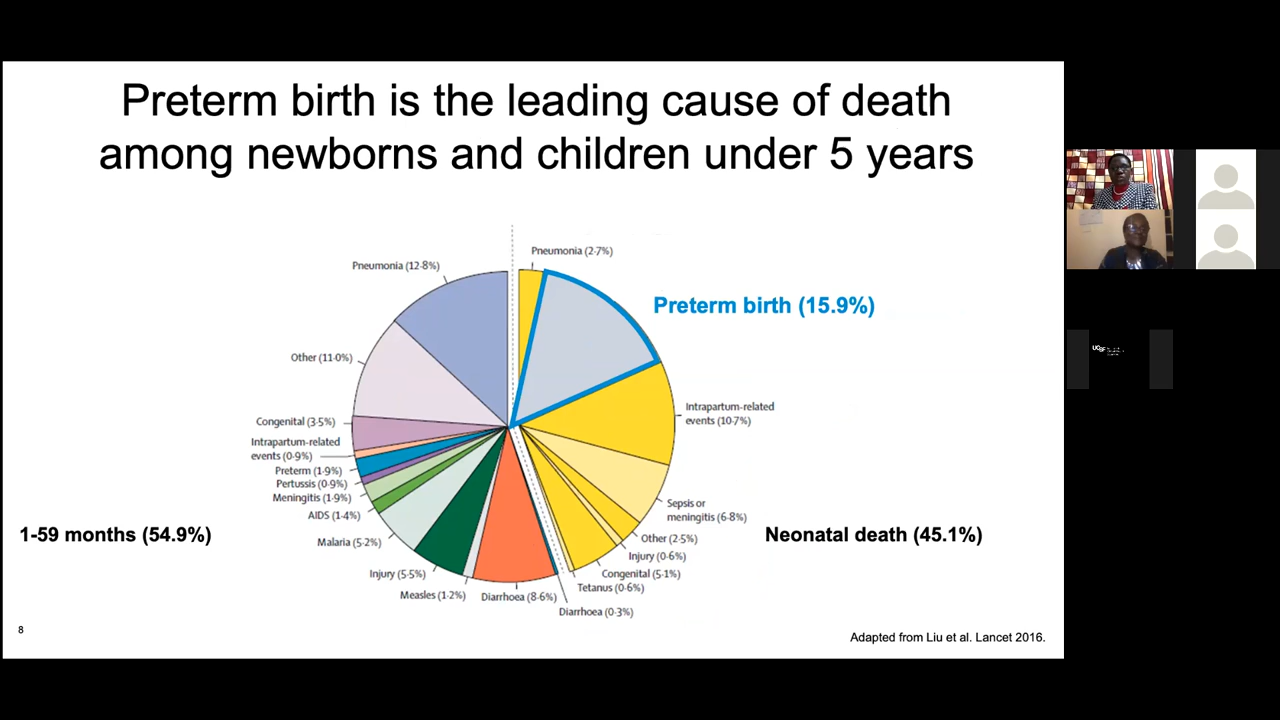 Preterm birth is the leading cause of death
among newborns and children under 5 years
Pneumonia (2·7%)
Preterm birth (15.9%)
Intrapartum-related
events (10·7%)
Sepsis or
meningitis (6·8%)
Other (2·5%)
Injury (0·6%)
Congenital (5·1%)
Tetanus (0·6%)
Diarrhoea (0·3%)
Pneumonia (12·8%)
Other (11·0%)
Congenital (3·5%)
Intrapartum-related
events (0·9%)
Preterm (1·9%)
Pertussis (0·9%)
Meningitis (1·9%)
AIDS (1·4%)
Malaria (5·2%)
Injury (5·5%)
Measles (1·2%)
Diarrhoea (8·6%)
1-59 months (54.9%)
Neonatal death (45.1%)
8
Adapted from Liu et al. Lancet 2016.
UCSF